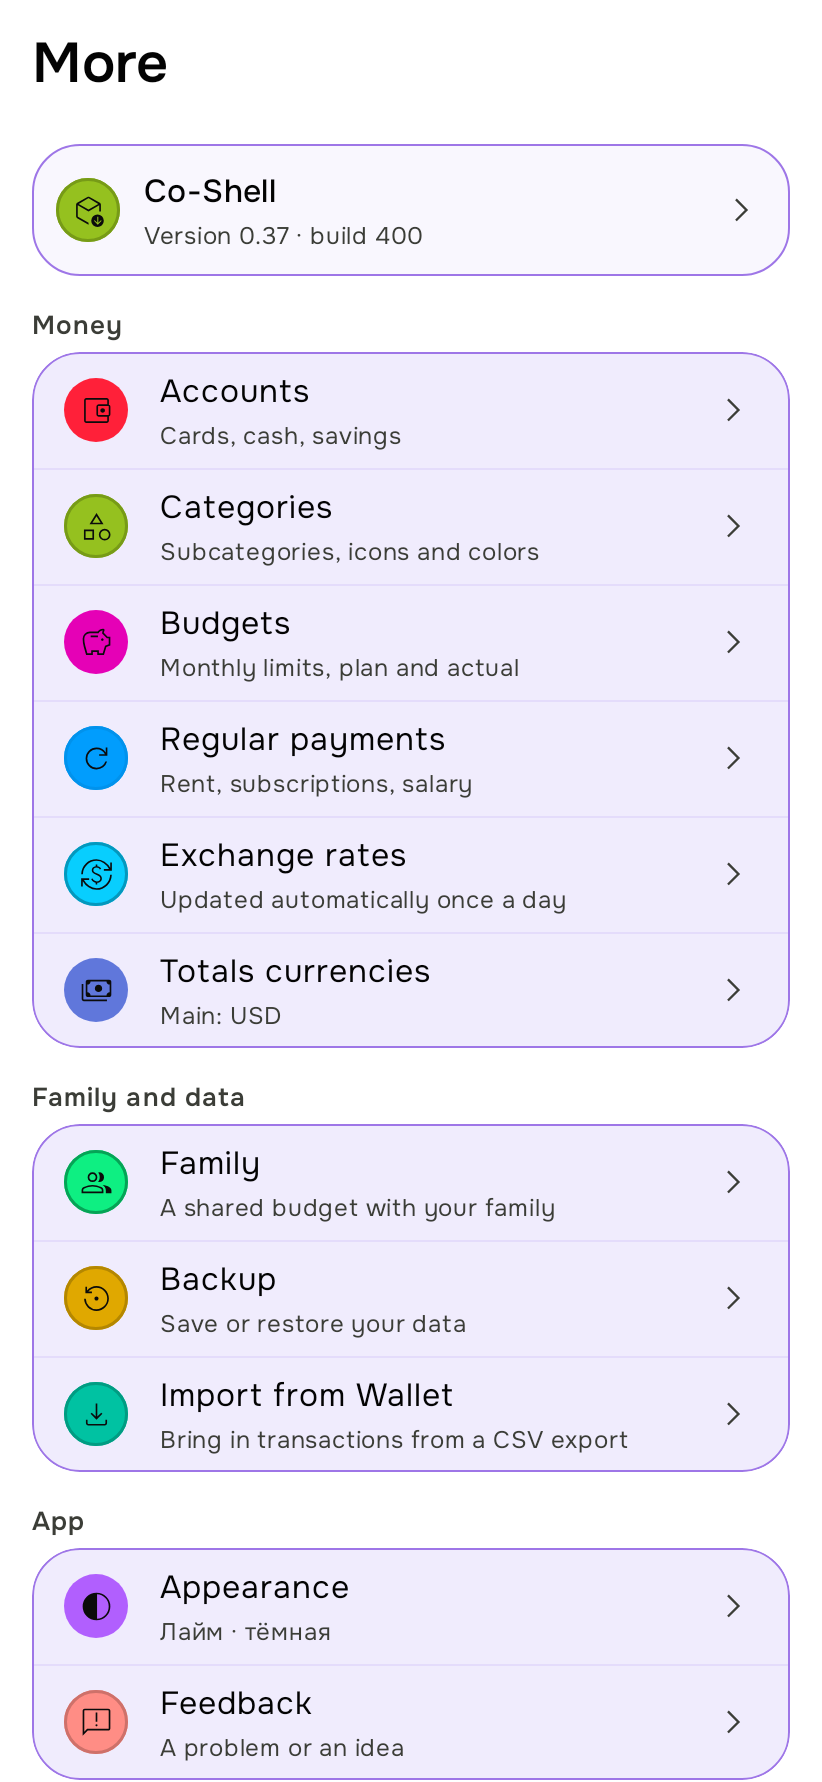 More
Co-Shell
Version 0.37 · build 400
Money
Accounts
Cards, cash, savings
Categories
Subcategories, icons and colors
Budgets
Monthly limits, plan and actual
Regular payments
Rent, subscriptions, salary
Exchange rates
Updated automatically once a day
Totals currencies
Main: USD
Family and data
Family
A shared budget with your family
Backup
Save or restore your data
Import from Wallet
Bring in transactions from a CSV export
App
Appearance
Лайм · тёмная
Feedback
A problem or an idea